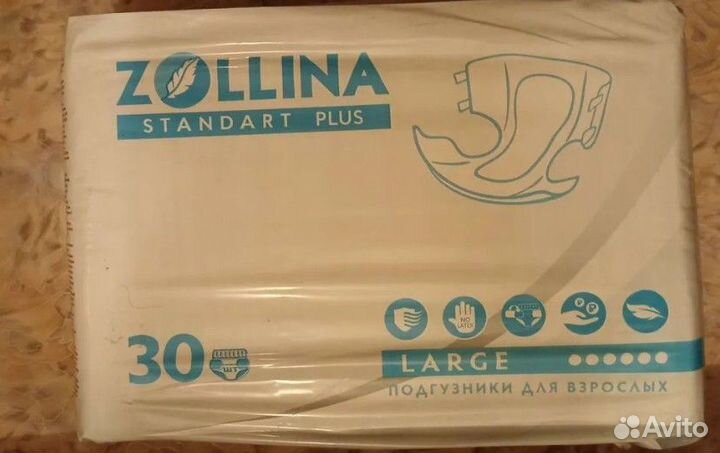 ZOLLINA
STANDART PLUS
NO
LATEX
30 ШТ
LARGE
ПОДГУЗНИКИ ДЛЯ ВЗРОСЛЫХ
Avito